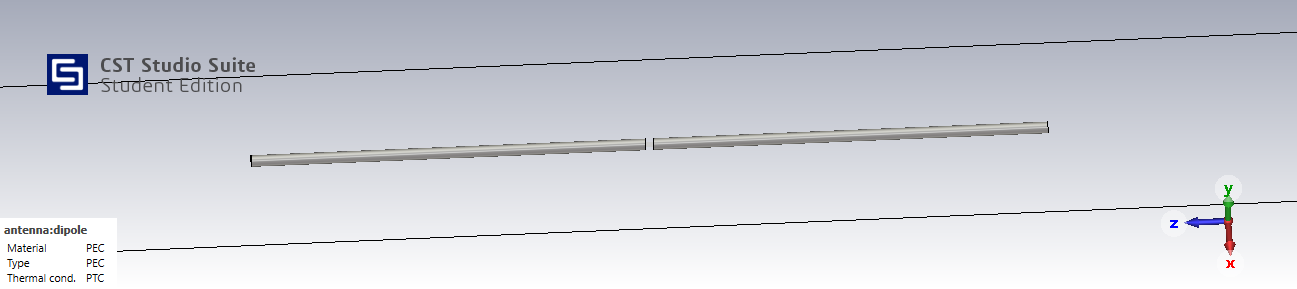 CST Studio Suite
Student Edition
y
z
x
antenna:dipole
Material PEC
Type PEC
Thermal cond. PTC